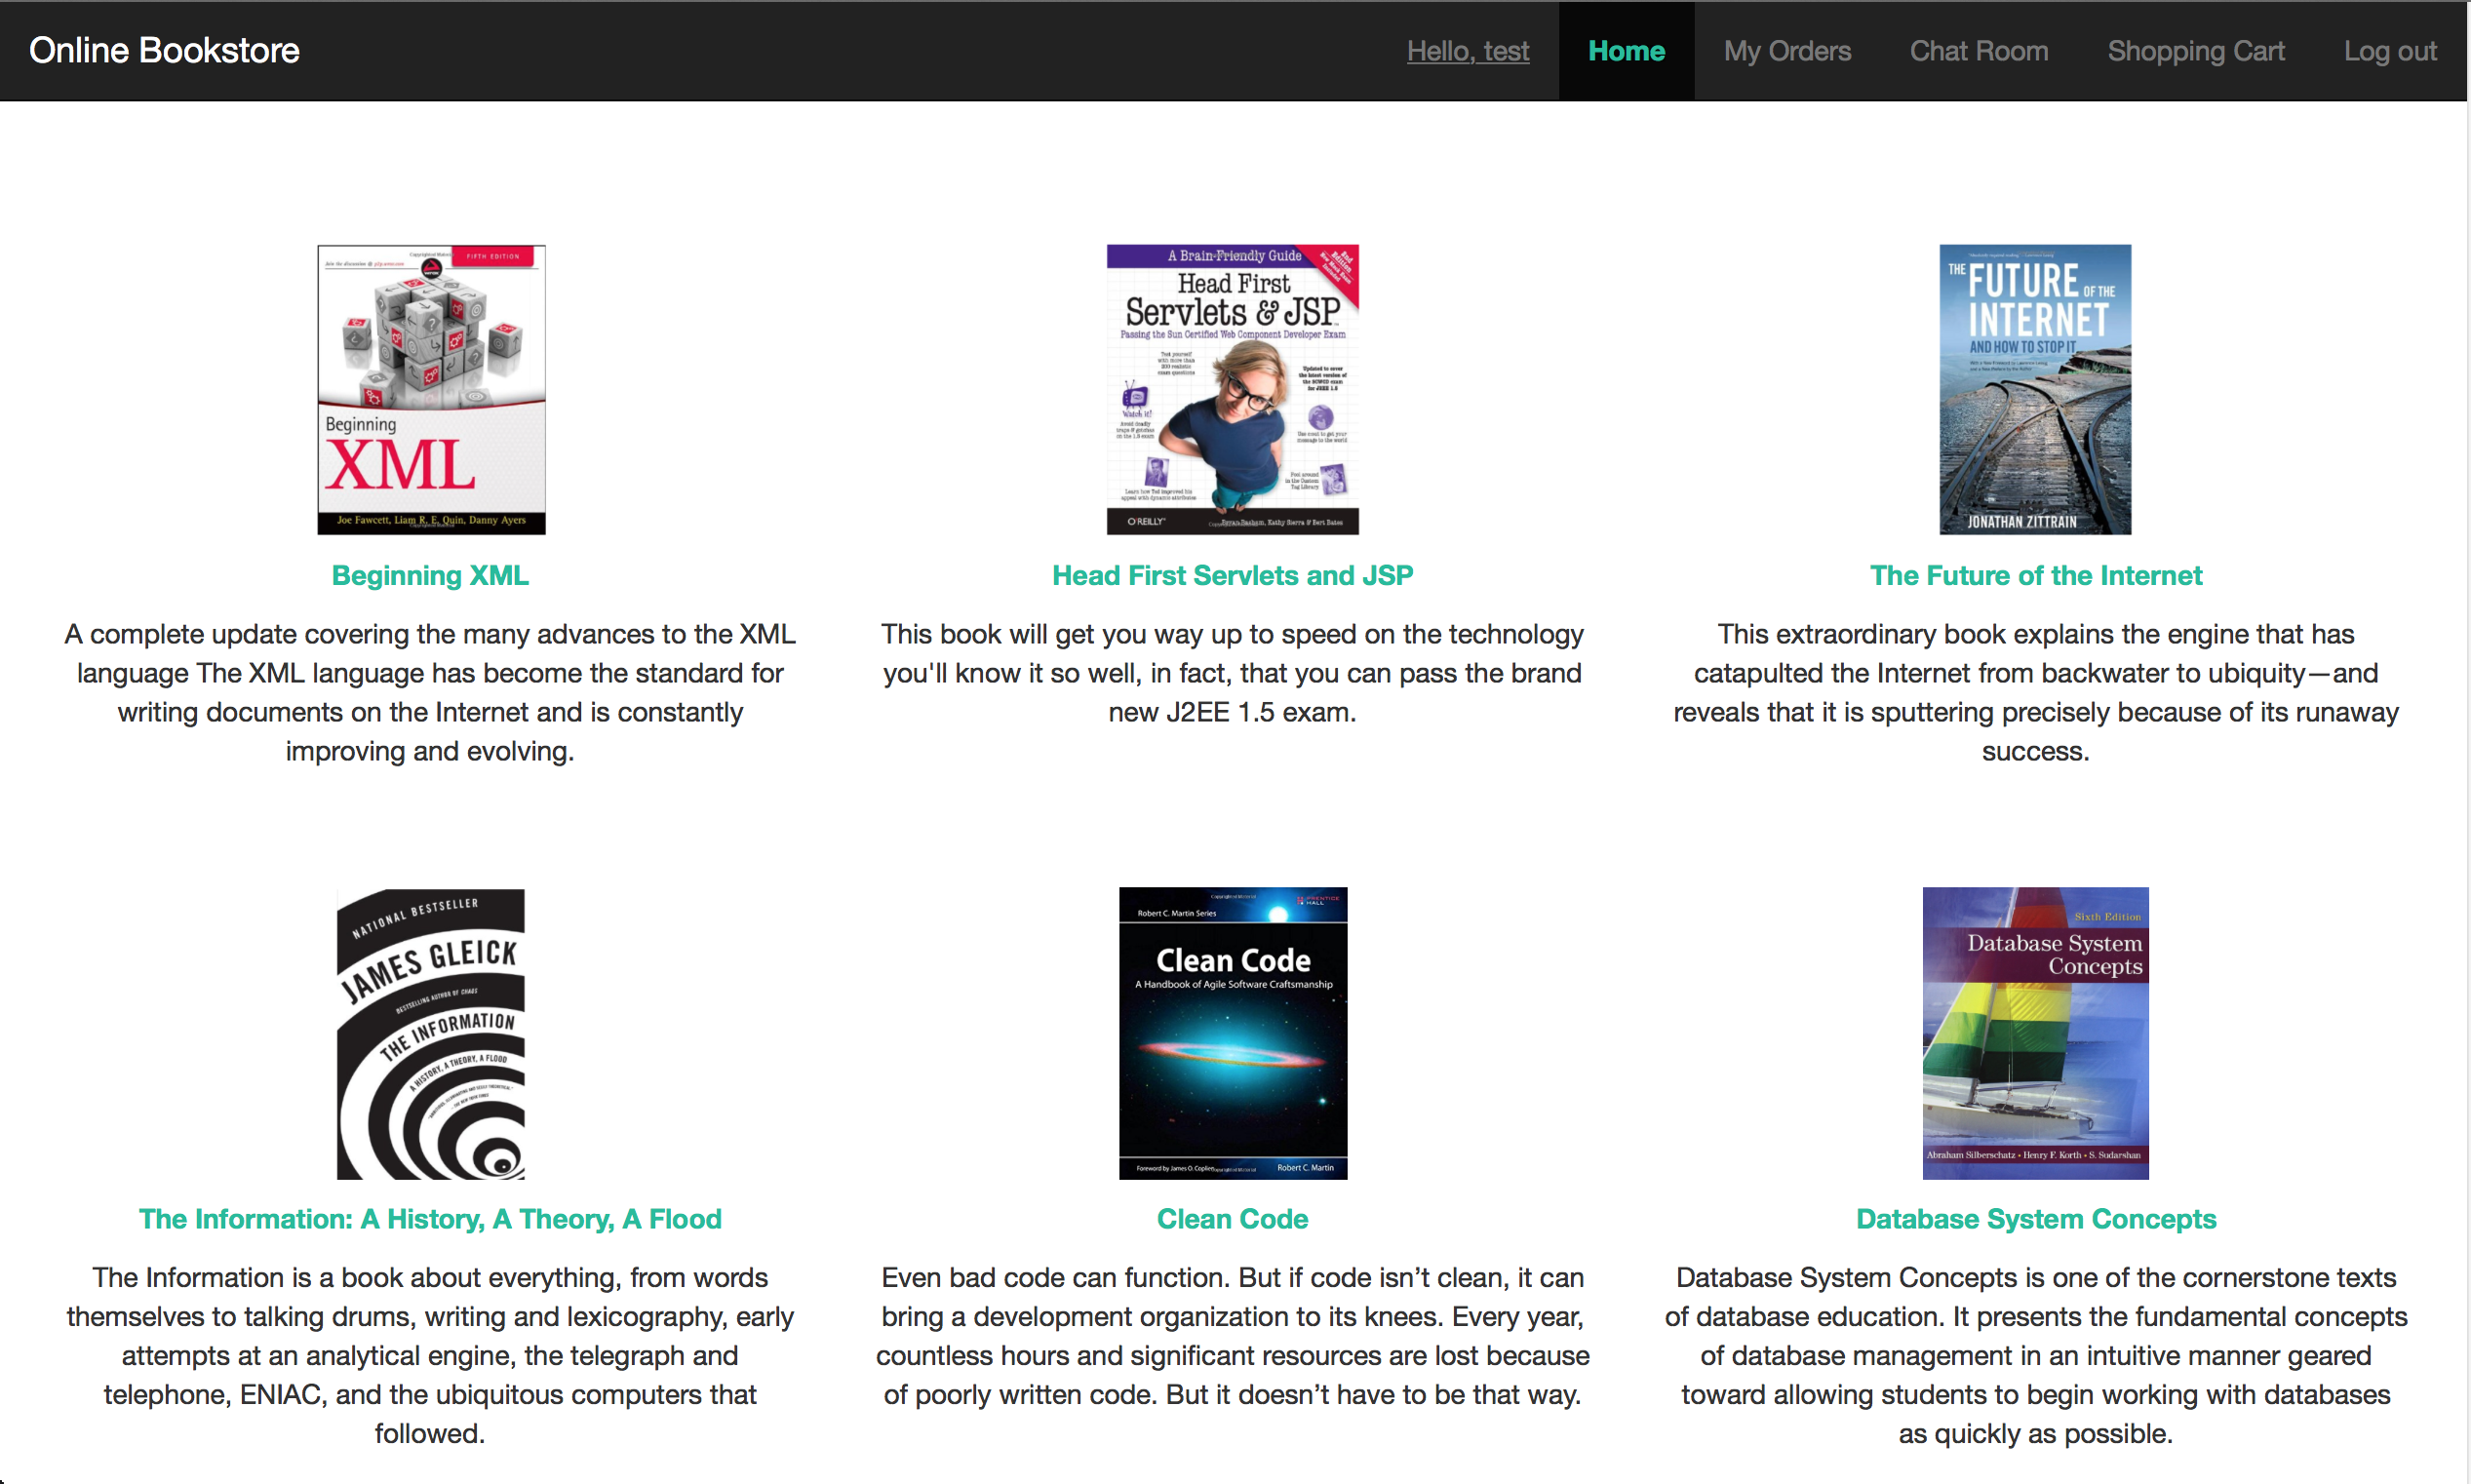 Online Bookstore
Hello, test
Home
My Orders
Chat Room
Shopping Cart
Log out
FIFTH EDITION
Beginning
XML
Joe Fawcett, Liam R. E. Quin, Danny Ayers
A Brain-Friendly Guide
Head First
Servlets & JSP
Passing the Sun Certified Web Component Developer Exam
Watch it!
O'REILLY
THE FUTURE OF THE
INTERNET
AND HOW TO STOP IT
JONATHAN ZITTRAIN
Beginning XML
Head First Servlets and JSP
The Future of the Internet
A complete update covering the many advances to the XML
language The XML language has become the standard for
writing documents on the Internet and is constantly
improving and evolving.
This book will get you way up to speed on the technology
you'll know it so well, in fact, that you can pass the brand
new J2EE 1.5 exam.
This extraordinary book explains the engine that has
catapulted the Internet from backwater to ubiquity—and
reveals that it is sputtering precisely because of its runaway
success.
NATIONAL BESTSELLER
JAMES GLEICK
BESTSELLING AUTHOR OF CHAOS
THE INFORMATION
A HISTORY, A THEORY, A FLOOD
Robert C. Martin Series
PRENTICE
HALL
Clean Code
A Handbook of Agile Software Craftsmanship
Foreword by James O. Coplien
Robert C. Martin
Sixth Edition
Database System
Concepts
Abraham Silberschatz • Henry F. Korth • S. Sudarshan
The Information: A History, A Theory, A Flood
Clean Code
Database System Concepts
The Information is a book about everything, from words
themselves to talking drums, writing and lexicography, early
attempts at an analytical engine, the telegraph and
telephone, ENIAC, and the ubiquitous computers that
followed.
Even bad code can function. But if code isn’t clean, it can
bring a development organization to its knees. Every year,
countless hours and significant resources are lost because
of poorly written code. But it doesn’t have to be that way.
Database System Concepts is one of the cornerstone texts
of database education. It presents the fundamental concepts
of database management in an intuitive manner geared
toward allowing students to begin working with databases
as quickly as possible.